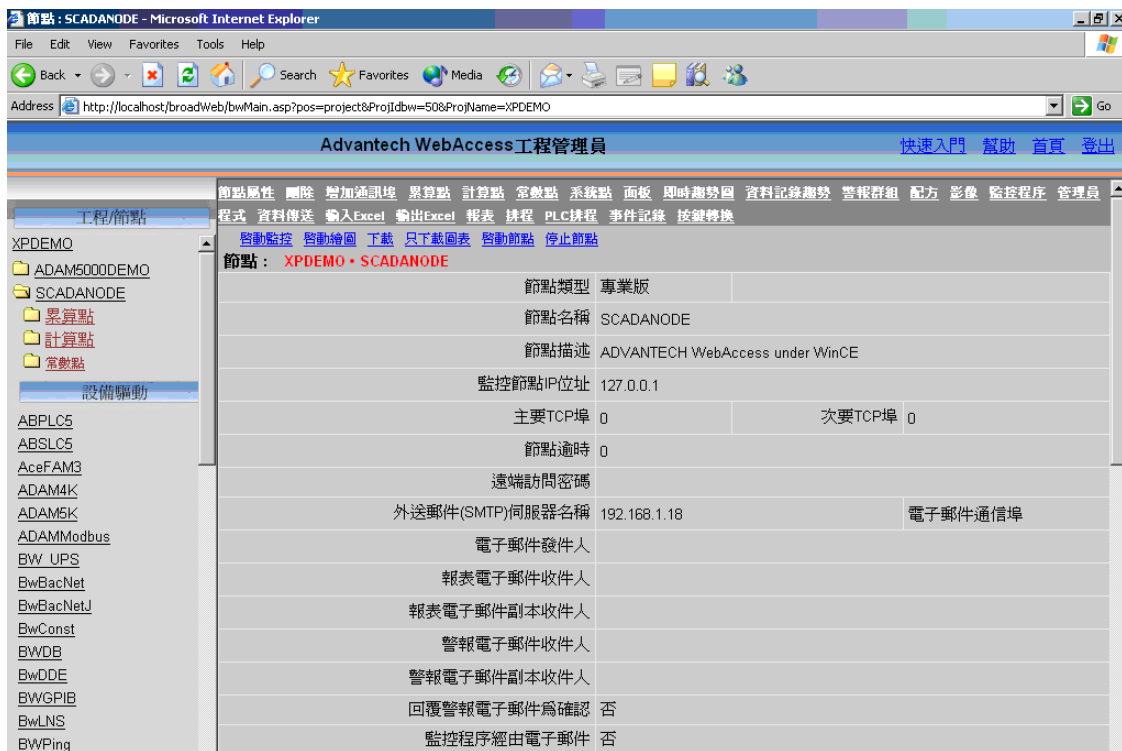 節點 : SCADANODE - Microsoft Internet Explorer
File Edit View Favorites Tools Help
Back Search Favorites Media
Address http://localhost/broadWeb/bwMain.asp?pos=project&ProjIdbw=50&ProjName=XPDEMO Go
Advantech WebAccess工程管理員 快速入門 幫助 首頁 登出
節點屬性 刪除 增加通訊埠 累算點 計算點 常數點 系統點 面板 即時趨勢圖 資料記錄趨勢 警報群組 配方 影像 監控程序 管理員
工程/節點 程式 資料傳送 輸入Excel 輸出Excel 報表 排程 PLC排程 事件記錄 按鍵轉換
XPDEMO 啓動監控 啓動繪圖 下載 只下載圖表 啓動節點 停止節點
節點 : XPDEMO • SCADANODE
ADAM5000DEMO
節點類型 專業版
SCADANODE
累算點 節點名稱 SCADANODE
計算點
節點描述 ADVANTECH WebAccess under WinCE
常數點
設備驅動 監控節點IP位址 127.0.0.1
ABPLC5 主要TCP埠 0 次要TCP埠 0
ABSLC5 節點逾時 0
AceFAM3
ADAM4K 遠端訪問密碼
ADAM5K 外送郵件(SMTP)伺服器名稱 192.168.1.18 電子郵件通信埠
ADAMModbus
電子郵件發件人
BW UPS
BwBacNet 報表電子郵件收件人
BwBacNetJ 報表電子郵件副本收件人
BwConst
警報電子郵件收件人
BWDB
BwDDE 警報電子郵件副本收件人
BWGPIB
回覆警報電子郵件爲確認 否
BwLNS
BWPing 監控程序經由電子郵件 否